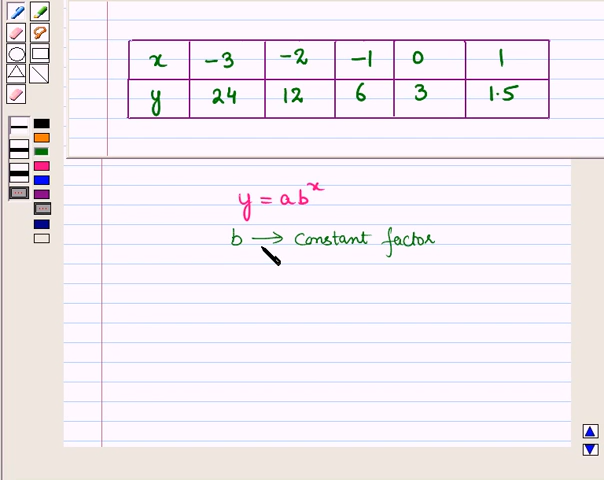 x -3 -2 -1 0 1
y 24 12 6 3 1.5
y = ab^x
b → Constant factor